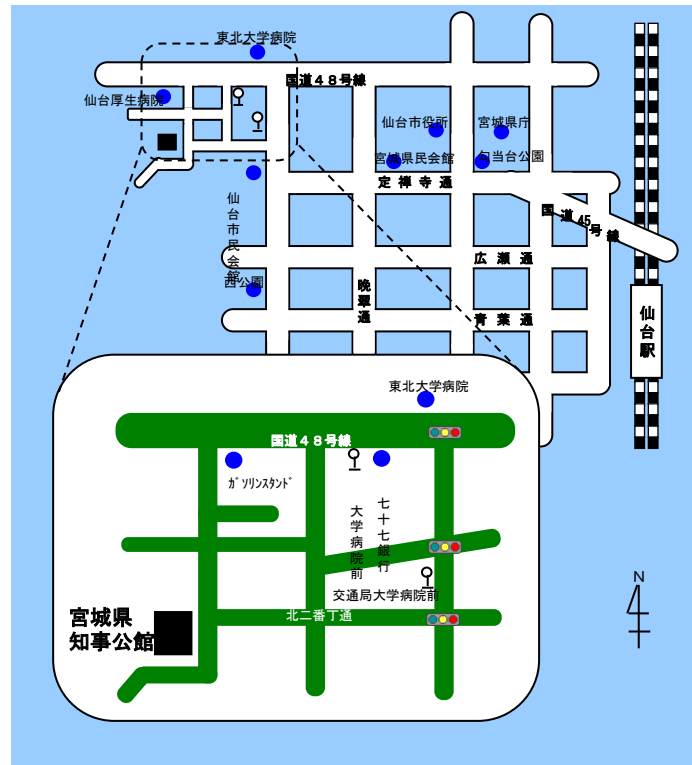 東北大学病院
国道４８号線
仙台厚生病院
仙台市役所
宮城県庁
宮城県民会館
勾当台公園
定禅寺通
国道45号線
仙台市民会館
広瀬通
西公園
晩翠通
青葉通
仙台駅
東北大学病院
国道４８号線
ｶﾞｿﾘﾝｽﾀﾝﾄﾞ
七十七銀行
大学病院前
交通局大学病院前
北二番丁通
宮城県
知事公館
N